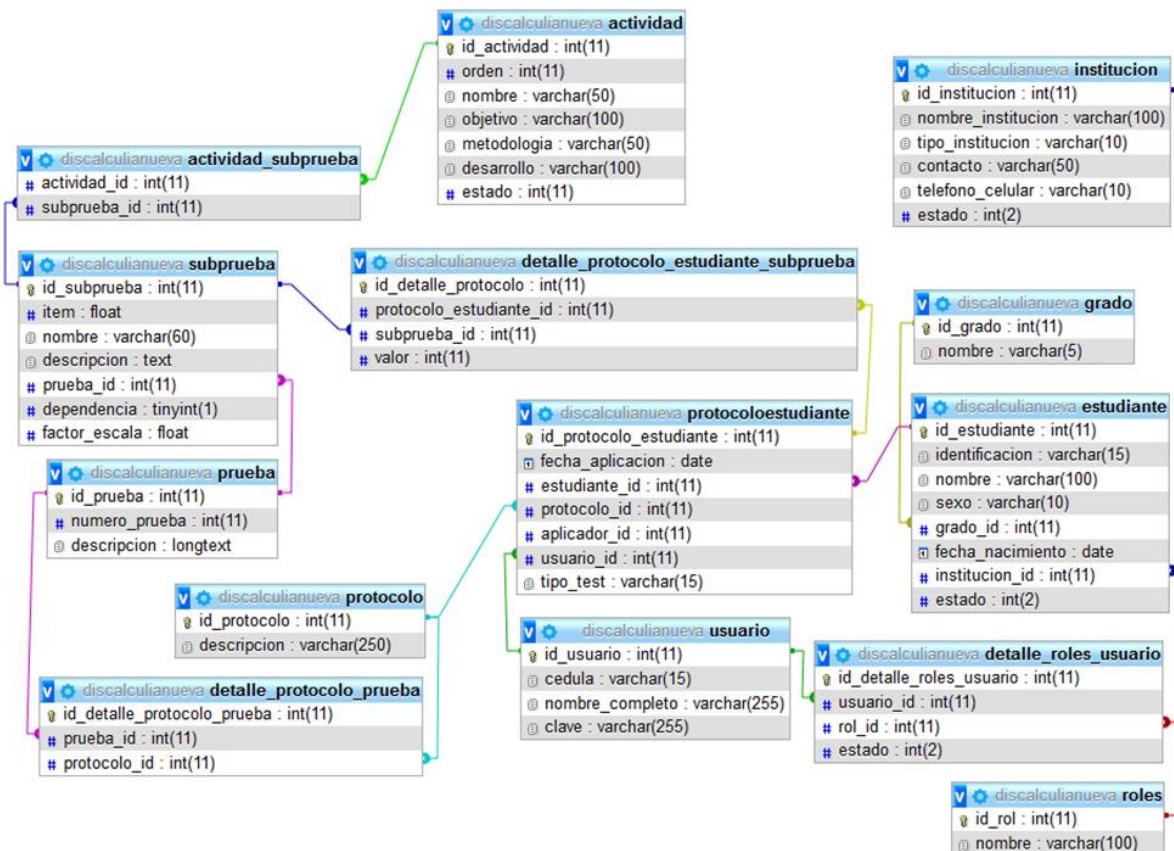 discalculianueva actividad
id_actividad : int(11)
orden : int(11)
nombre : varchar(50)
objetivo : varchar(100)
metodologia : varchar(50)
desarrollo : varchar(100)
estado : int(11)
discalculianueva institucion
id_institucion : int(11)
nombre_institucion : varchar(100)
tipo_institucion : varchar(10)
contacto : varchar(50)
telefono_celular : varchar(10)
estado : int(2)
discalculianueva actividad_subprueba
actividad_id : int(11)
subprueba_id : int(11)
discalculianueva subprueba
id_subprueba : int(11)
item : float
nombre : varchar(60)
descripcion : text
prueba_id : int(11)
dependencia : tinyint(1)
factor_escala : float
discalculianueva detalle_protocolo_estudiante_subprueba
id_detalle_protocolo : int(11)
protocolo_estudiante_id : int(11)
subprueba_id : int(11)
valor : int(11)
discalculianueva grado
id_grado : int(11)
nombre : varchar(5)
discalculianueva estudiante
id_estudiante : int(11)
identificacion : varchar(15)
nombre : varchar(100)
sexo : varchar(10)
grado_id : int(11)
fecha_nacimiento : date
institucion_id : int(11)
estado : int(2)
discalculianueva protocoloestudiante
id_protocolo_estudiante : int(11)
fecha_aplicacion : date
estudiante_id : int(11)
protocolo_id : int(11)
aplicador_id : int(11)
usuario_id : int(11)
tipo_test : varchar(15)
discalculianueva prueba
id_prueba : int(11)
numero_prueba : int(11)
descripcion : longtext
discalculianueva protocolo
id_protocolo : int(11)
descripcion : varchar(250)
discalculianueva detalle_protocolo_prueba
id_detalle_protocolo_prueba : int(11)
prueba_id : int(11)
protocolo_id : int(11)
discalculianueva usuario
id_usuario : int(11)
cedula : varchar(15)
nombre_completo : varchar(255)
clave : varchar(255)
discalculianueva detalle_roles_usuario
id_detalle_roles_usuario : int(11)
usuario_id : int(11)
rol_id : int(11)
estado : int(2)
discalculianueva roles
id_rol : int(11)
nombre : varchar(100)